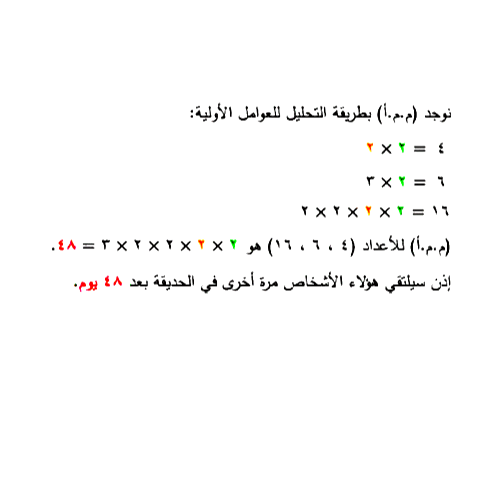 نوجد (م.م.أ) بطريقة التحليل للعوامل الأولية:
٤ = ٢ × ٢
٦ = ٢ × ٣
١٦ = ٢ × ٢ × ٢ × ٢
(م.م.أ) للأعداد (٤ ، ٦ ، ١٦) هو ٢ × ٢ × ٢ × ٢ × ٣ = ٤٨.
إذن سيلتقي هؤلاء الأشخاص مرة أخرى في الحديقة بعد ٤٨ يوم.